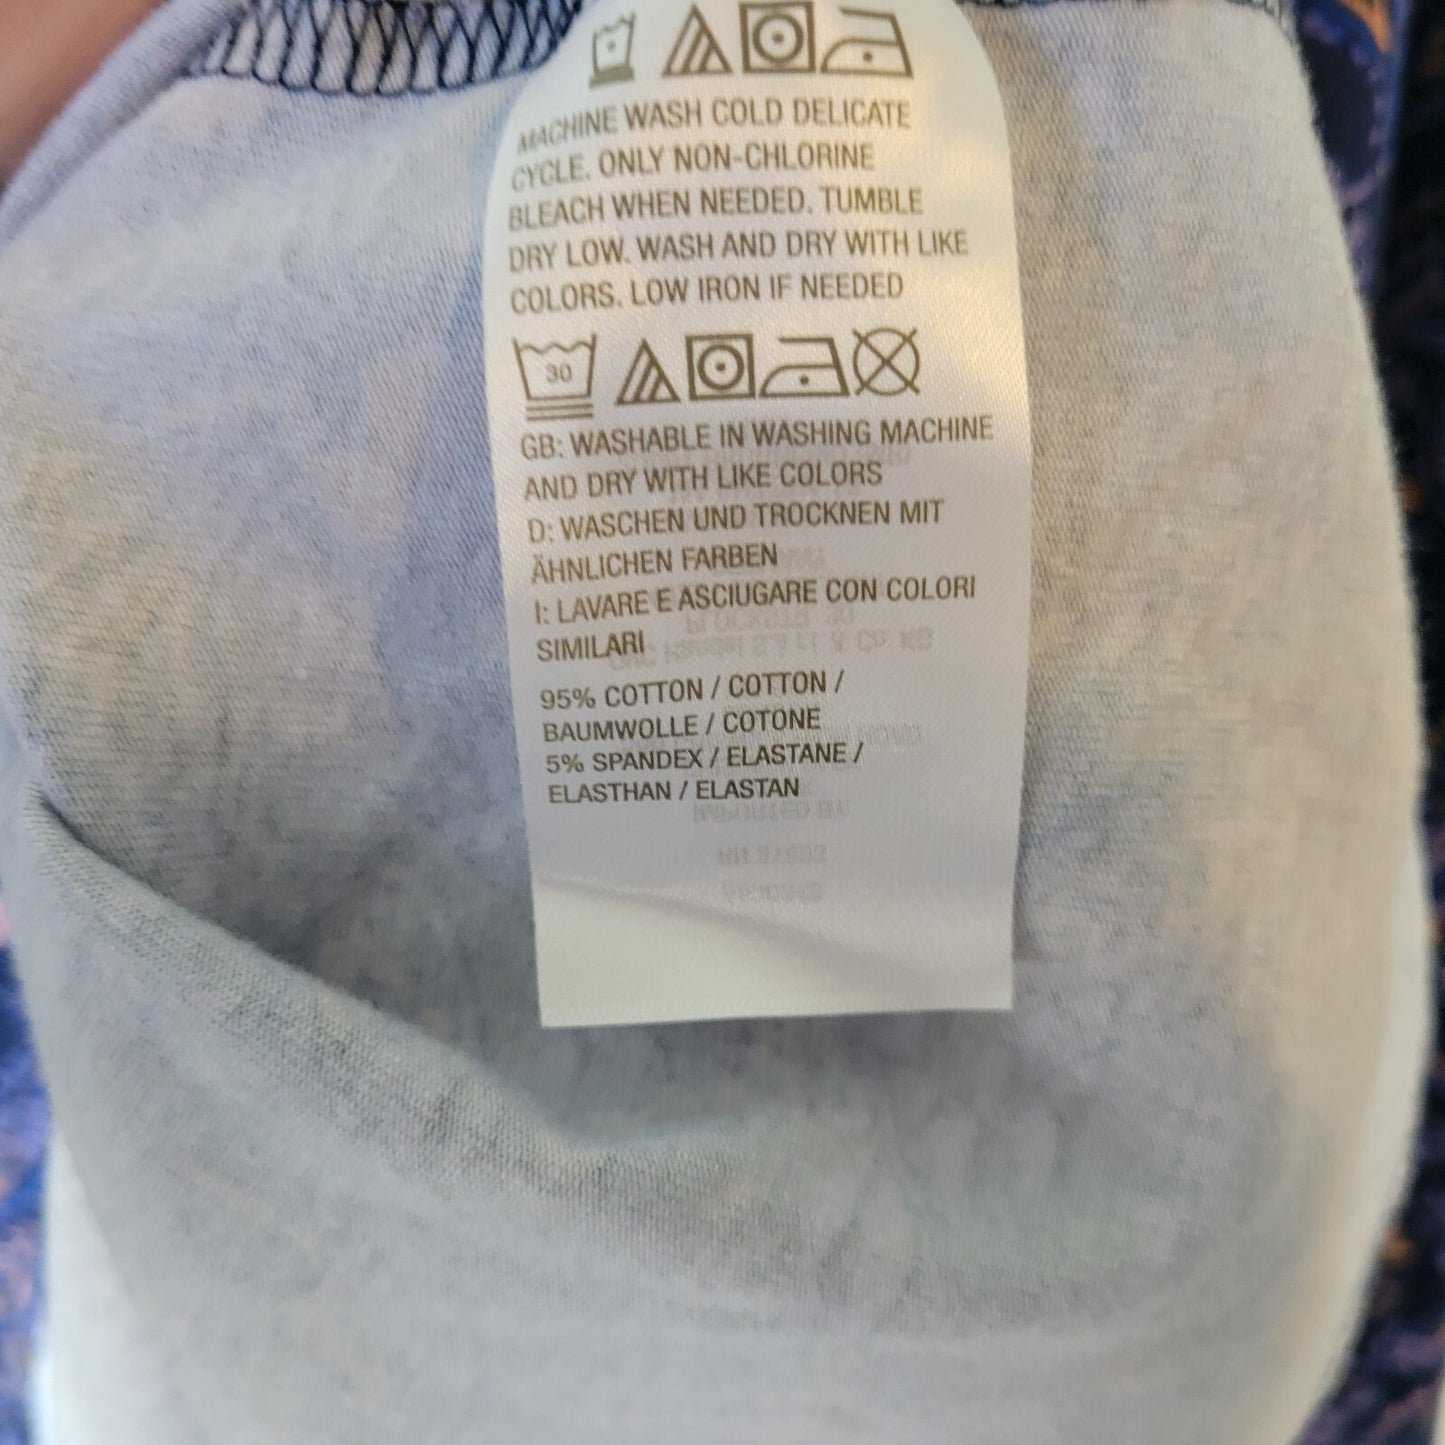 MACHINE WASH COLD DELICATE
CYCLE. ONLY NON-CHLORINE
BLEACH WHEN NEEDED. TUMBLE
DRY LOW. WASH AND DRY WITH LIKE
COLORS. LOW IRON IF NEEDED
30
GB: WASHABLE IN WASHING MACHINE
AND DRY WITH LIKE COLORS
D: WASCHEN UND TROCKNEN MIT
ÄHNLICHEN FARBEN
I: LAVARE E ASCIUGARE CON COLORI
SIMILARI
95% COTTON / COTTON /
BAUMWOLLE / COTONE
5% SPANDEX / ELASTANE /
ELASTHAN / ELASTAN